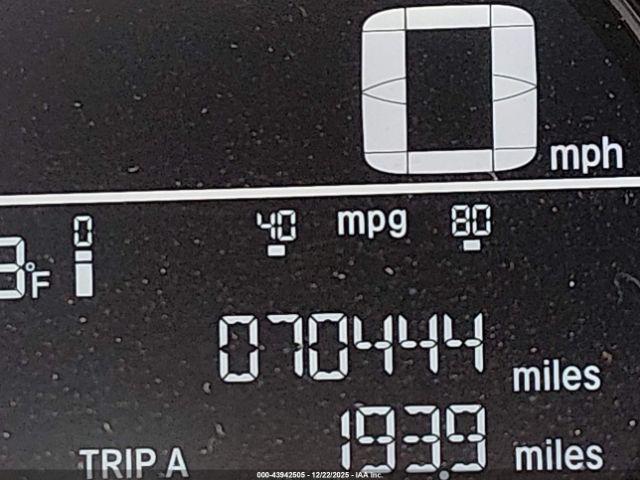 0 mph
0 40 mpg 80
3°F
070444 miles
TRIP A 193.9 miles
000-43942505 - 12/22/2025 - IAA Inc.